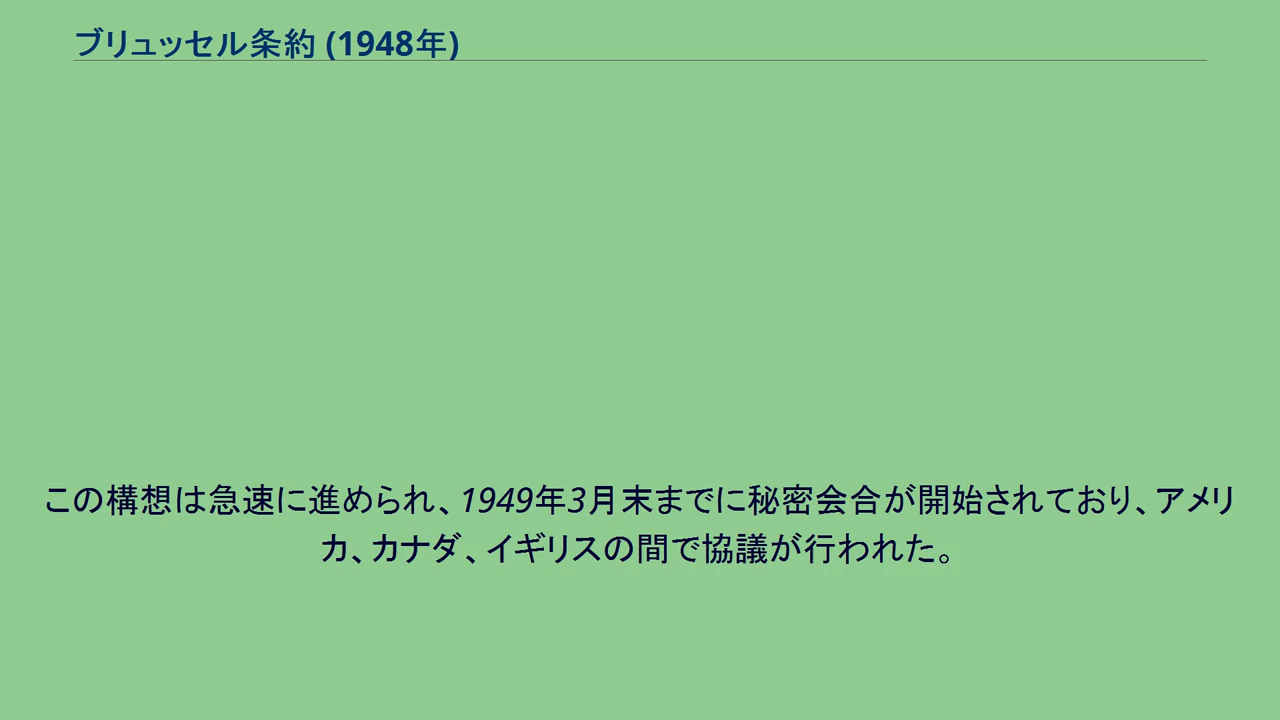 ブリュッセル条約 (1948年)
この構想は急速に進められ、1949年3月末までに秘密会合が開始されており、アメリ
カ、カナダ、イギリスの間で協議が行われた。